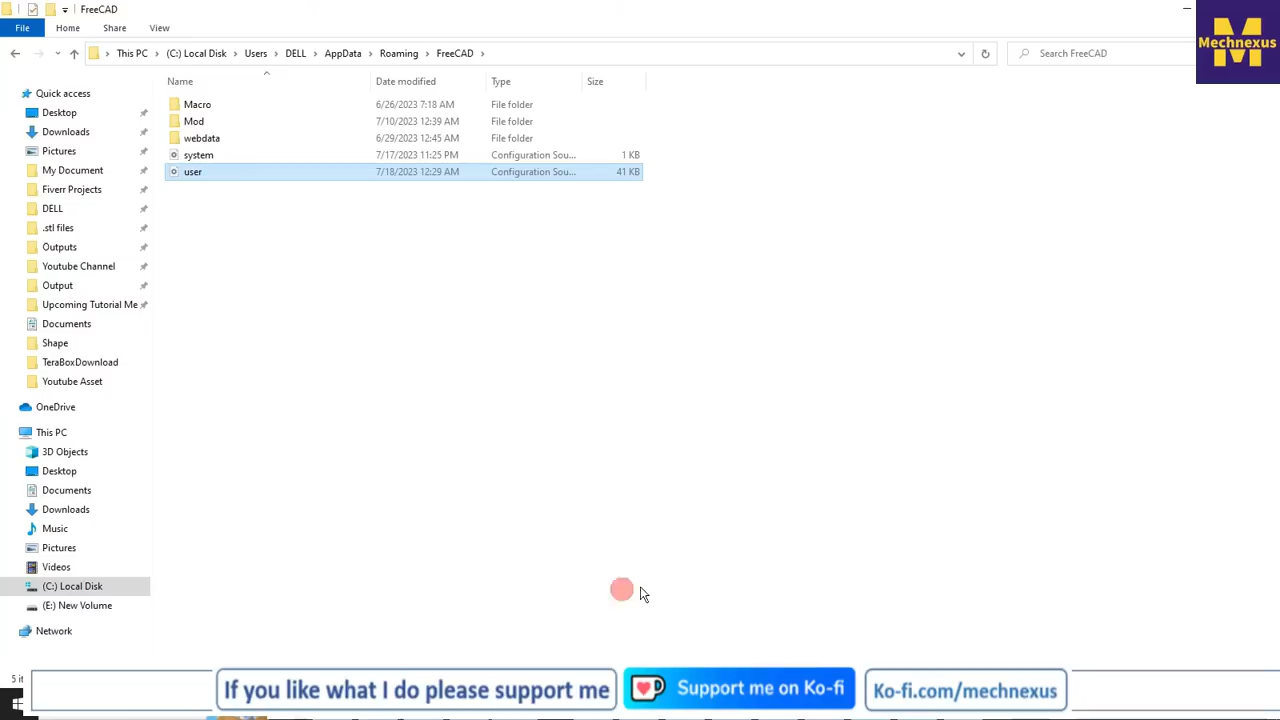 FreeCAD
File Home Share View
This PC (C:) Local Disk Users DELL AppData Roaming FreeCAD Search FreeCAD
Mechnexus
Name Date modified Type Size
Macro 6/26/2023 7:18 AM File folder
Mod 7/10/2023 12:39 AM File folder
webdata 6/29/2023 12:45 AM File folder
system 7/17/2023 11:25 PM Configuration Sou... 1 KB
user 7/18/2023 12:29 AM Configuration Sou... 41 KB
Quick access
Desktop
Downloads
Pictures
My Document
Fiverr Projects
DELL
.stl files
Outputs
Youtube Channel
Output
Upcoming Tutorial Me
Documents
Shape
TeraBoxDownload
Youtube Asset
OneDrive
This PC
3D Objects
Desktop
Documents
Downloads
Music
Pictures
Videos
(C:) Local Disk
(E:) New Volume
Network
5 it
If you like what I do please support me Support me on Ko-fi Ko-fi.com/mechnexus